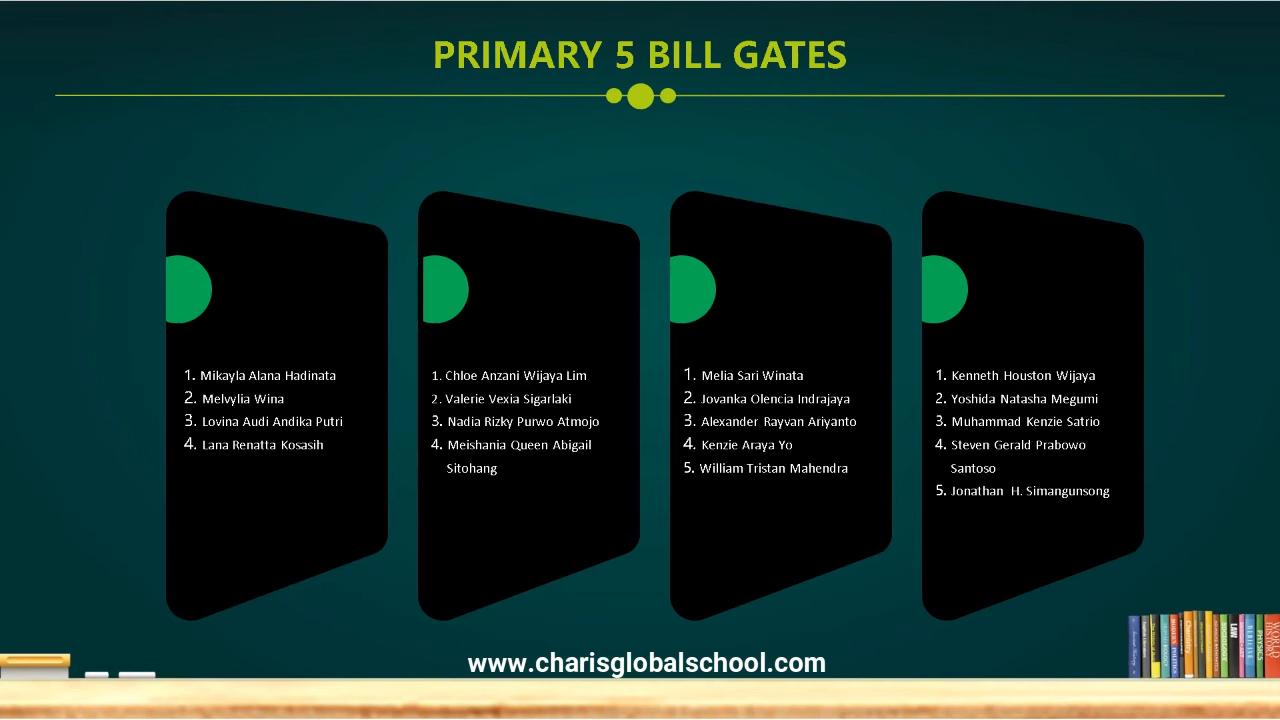 PRIMARY 5 BILL GATES
1. Mikayla Alana Hadinata
2. Melvylia Wina
3. Lovina Audi Andika Putri
4. Lana Renatta Kosasih
1. Chloe Anzani Wijaya Lim
2. Valerie Vexia Sigarlaki
3. Nadia Rizky Purwo Atmojo
4. Meishania Queen Abigail
Sitohang
1. Melia Sari Winata
2. Jovanka Olencia Indrajaya
3. Alexander Rayvan Ariyanto
4. Kenzie Araya Yo
5. William Tristan Mahendra
1. Kenneth Houston Wijaya
2. Yoshida Natasha Megumi
3. Muhammad Kenzie Satrio
4. Steven Gerald Prabowo
Santoso
5. Jonathan H. Simangunsong
LAW
PHYSICS
WORLD
HISTORY
www.charisglobalschool.com